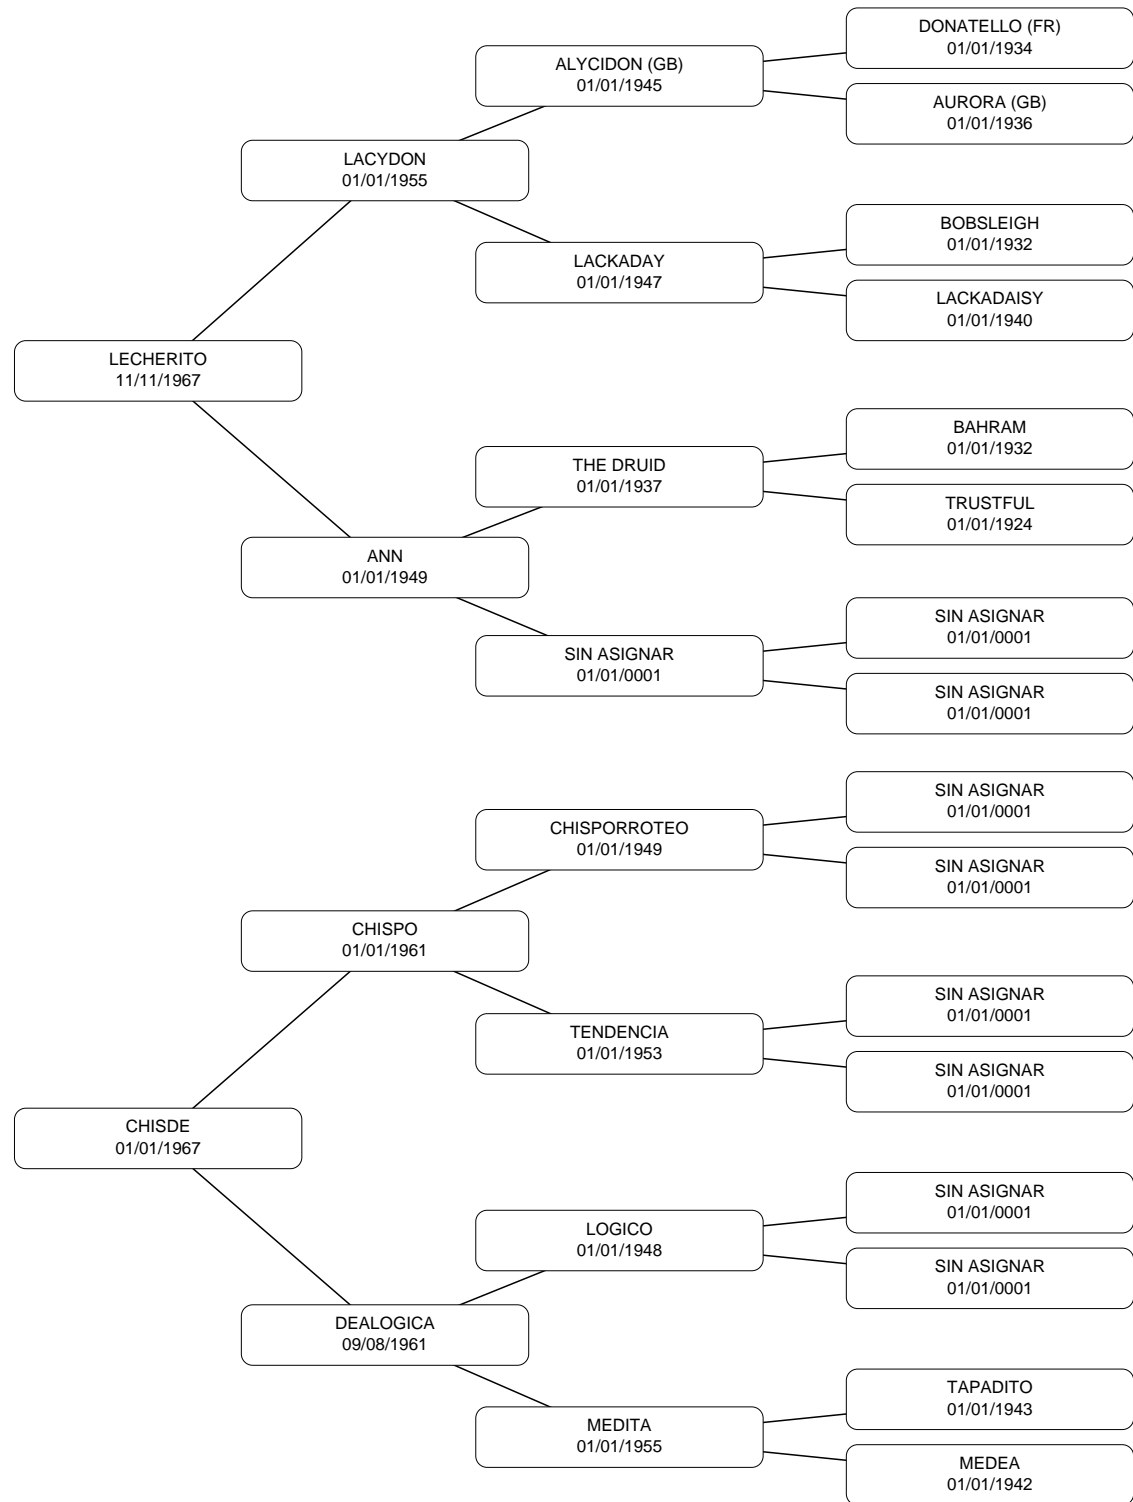 DONATELLO (FR)
01/01/1934
ALYCIDON (GB)
01/01/1945
AURORA (GB)
01/01/1936
LACYDON
01/01/1955
BOBSLEIGH
01/01/1932
LACKADAY
01/01/1947
LACKADAISY
01/01/1940
LECHERITO
11/11/1967
BAHRAM
01/01/1932
THE DRUID
01/01/1937
TRUSTFUL
01/01/1924
ANN
01/01/1949
SIN ASIGNAR
01/01/0001
SIN ASIGNAR
01/01/0001
SIN ASIGNAR
01/01/0001
SIN ASIGNAR
01/01/0001
CHISPORROTEO
01/01/1949
SIN ASIGNAR
01/01/0001
CHISPO
01/01/1961
SIN ASIGNAR
01/01/0001
TENDENCIA
01/01/1953
SIN ASIGNAR
01/01/0001
CHISDE
01/01/1967
SIN ASIGNAR
01/01/0001
LOGICO
01/01/1948
SIN ASIGNAR
01/01/0001
DEALOGICA
09/08/1961
TAPADITO
01/01/1943
MEDITA
01/01/1955
MEDEA
01/01/1942